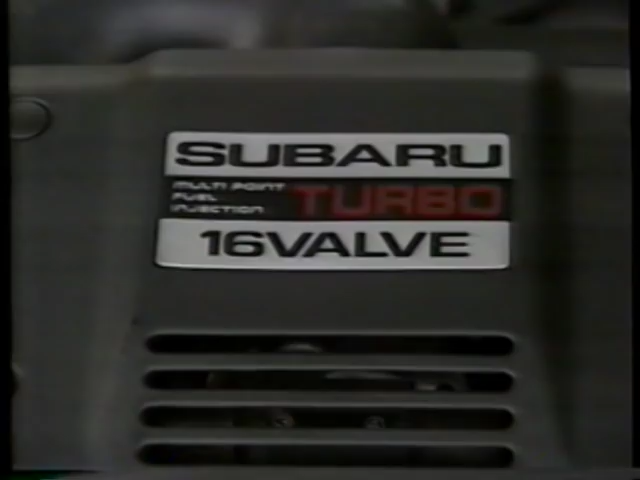 SUBARU
MULTI POINT
FUEL
INJECTION
TURBO
16VALVE